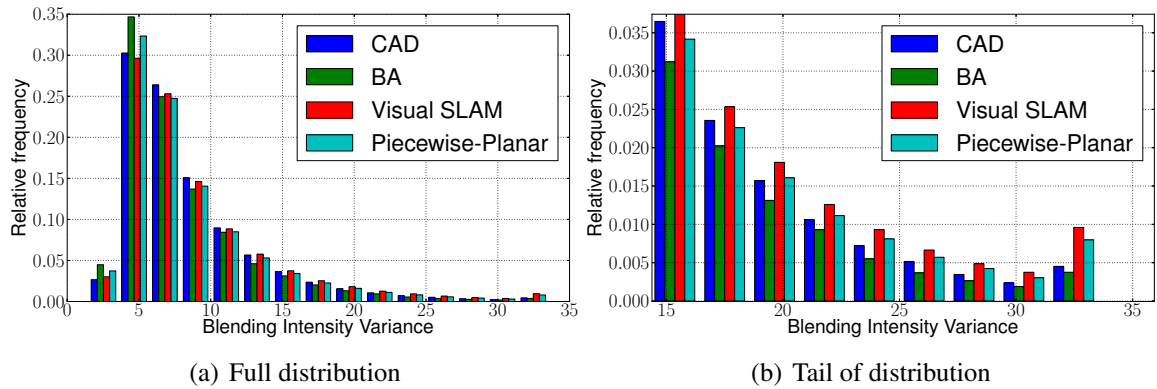 0.35
0.30
0.25
0.20
0.15
0.10
0.05
0.00
Relative frequency
0 5 10 15 20 25 30 35
Blending Intensity Variance
CAD
BA
Visual SLAM
Piecewise-Planar
(a) Full distribution
0.035
0.030
0.025
0.020
0.015
0.010
0.005
0.000
Relative frequency
15 20 25 30 35
Blending Intensity Variance
CAD
BA
Visual SLAM
Piecewise-Planar
(b) Tail of distribution